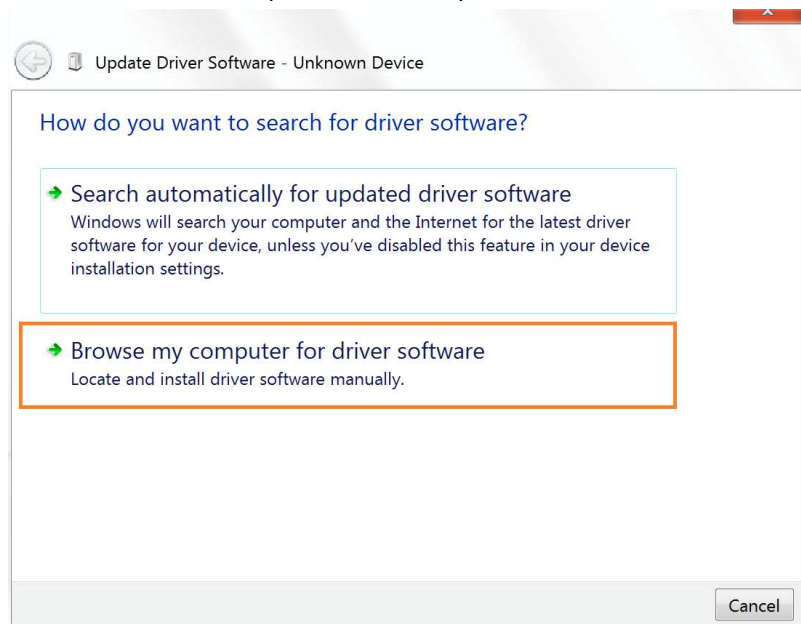 Update Driver Software - Unknown Device
How do you want to search for driver software?
Search automatically for updated driver software
Windows will search your computer and the Internet for the latest driver
software for your device, unless you've disabled this feature in your device
installation settings.
Browse my computer for driver software
Locate and install driver software manually.
Cancel